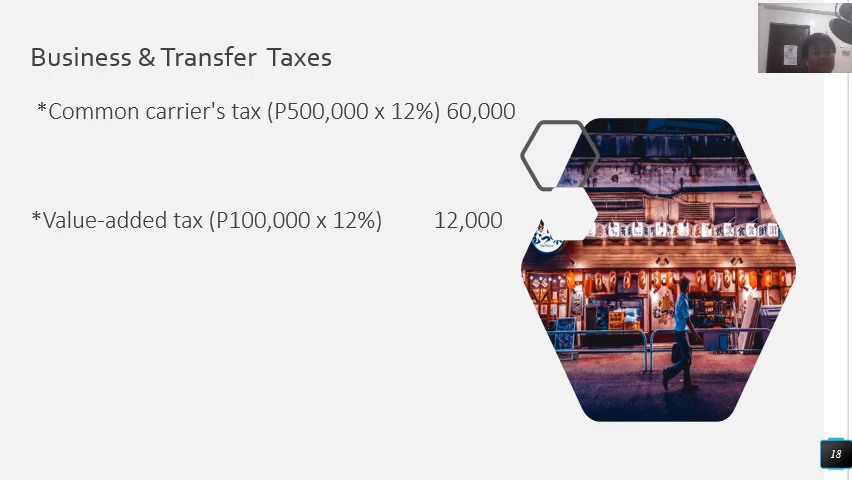 Business & Transfer Taxes
*Common carrier's tax (P500,000 x 12%) 60,000
*Value-added tax (P100,000 x 12%) 12,000
18